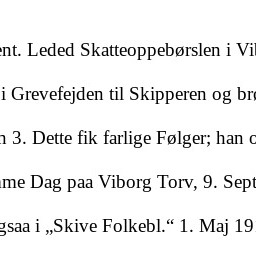 ent. Leded Skatteoppebørslen i Vi
i Grevefejden til Skipperen og br
3. Dette fik farlige Følger; han
me Dag paa Viborg Torv, 9. Sept
gsaa i „Skive Folkebl.“ 1. Maj 19